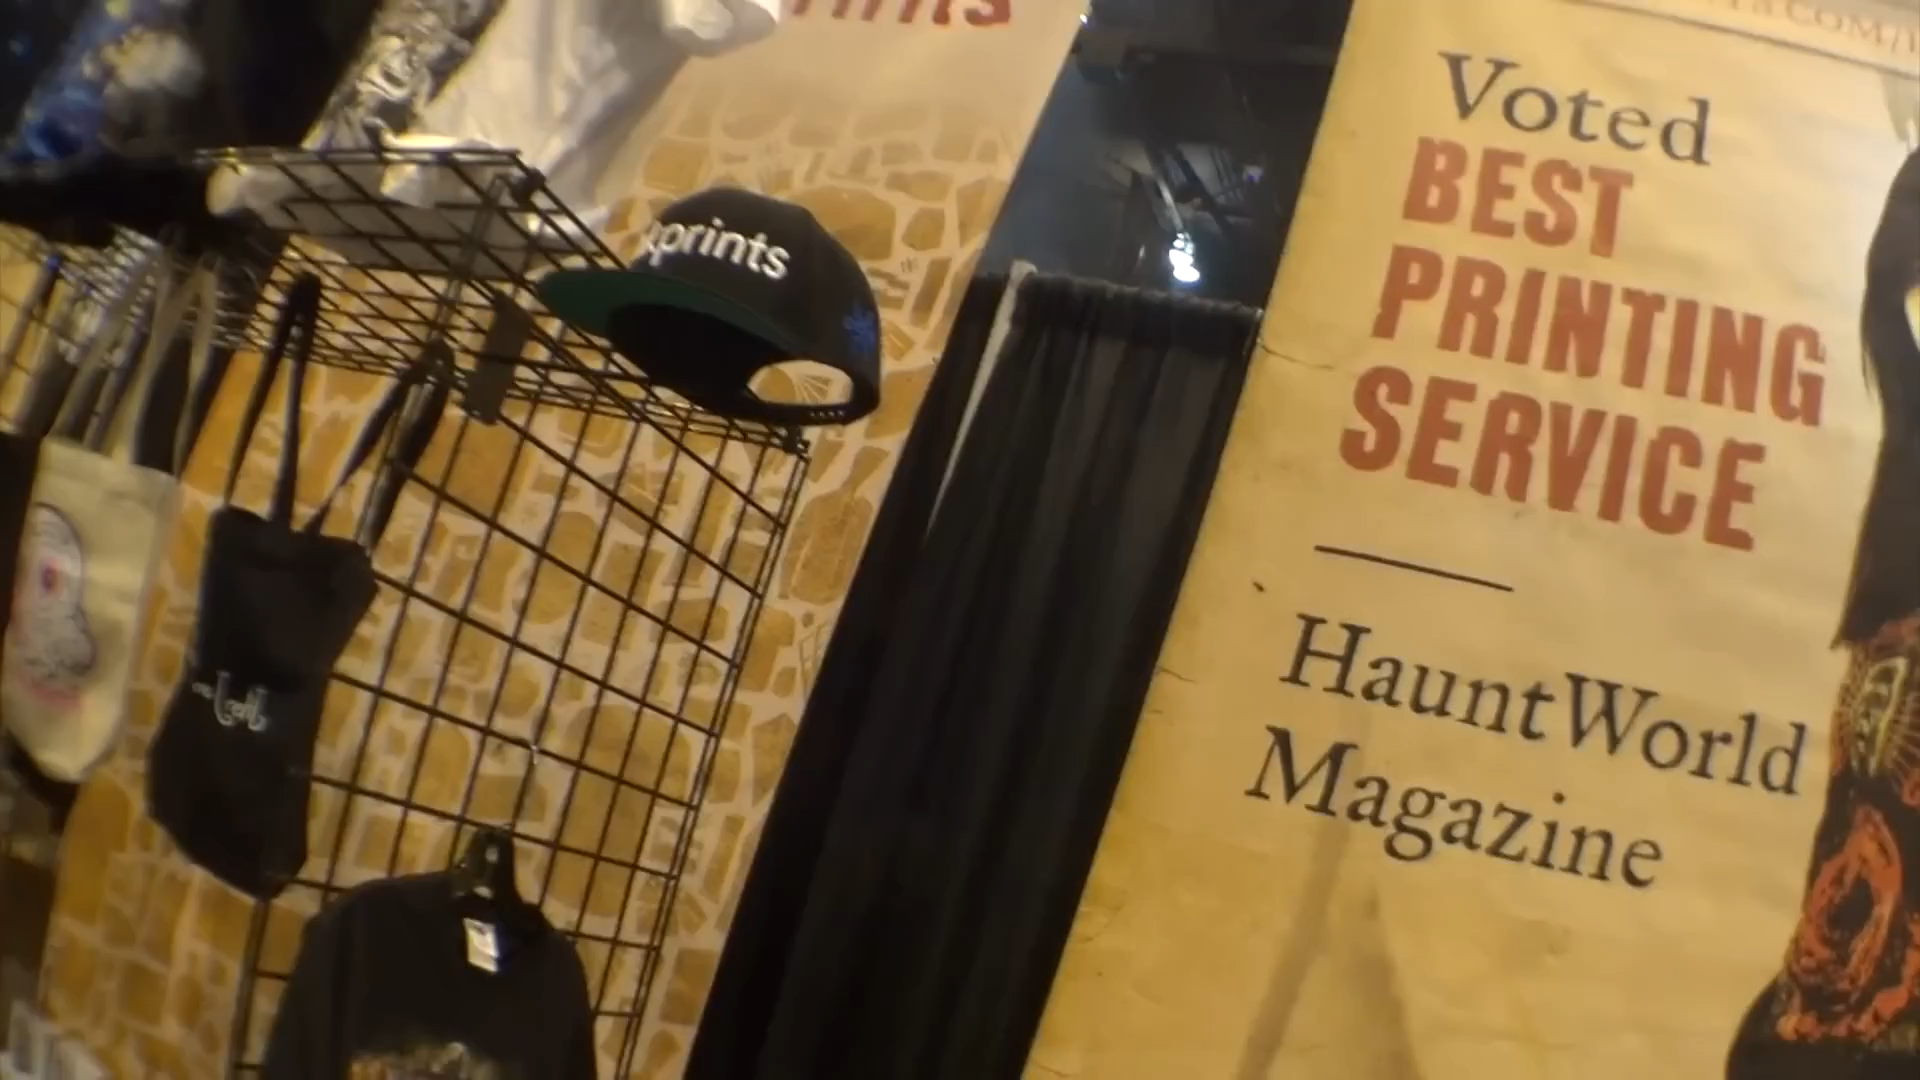 prints
Voted
BEST
PRINTING
SERVICE
HauntWorld
Magazine